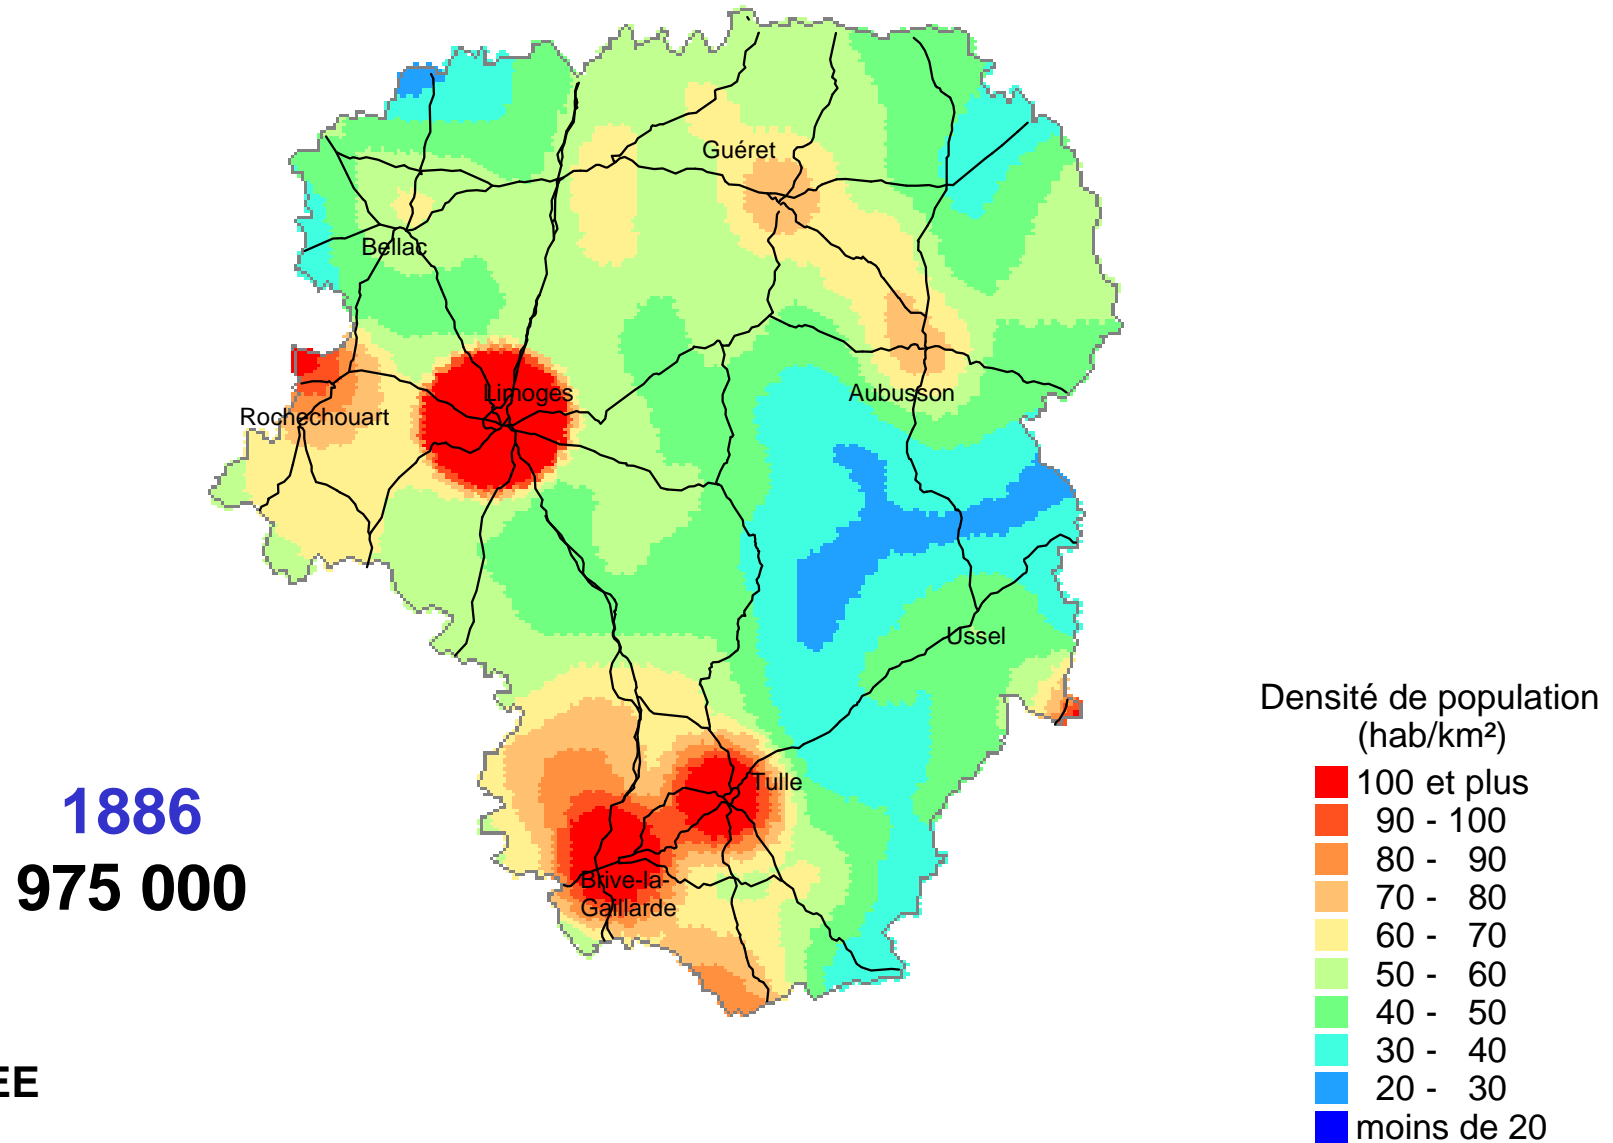 Guéret
Bellac
Limoges
Aubusson
Rochechouart
Ussel
Tulle
Brive-la-
Gaillarde
1886
975 000
Densité de population
(hab/km²)
100 et plus
90 - 100
80 - 90
70 - 80
60 - 70
50 - 60
40 - 50
30 - 40
20 - 30
moins de 20